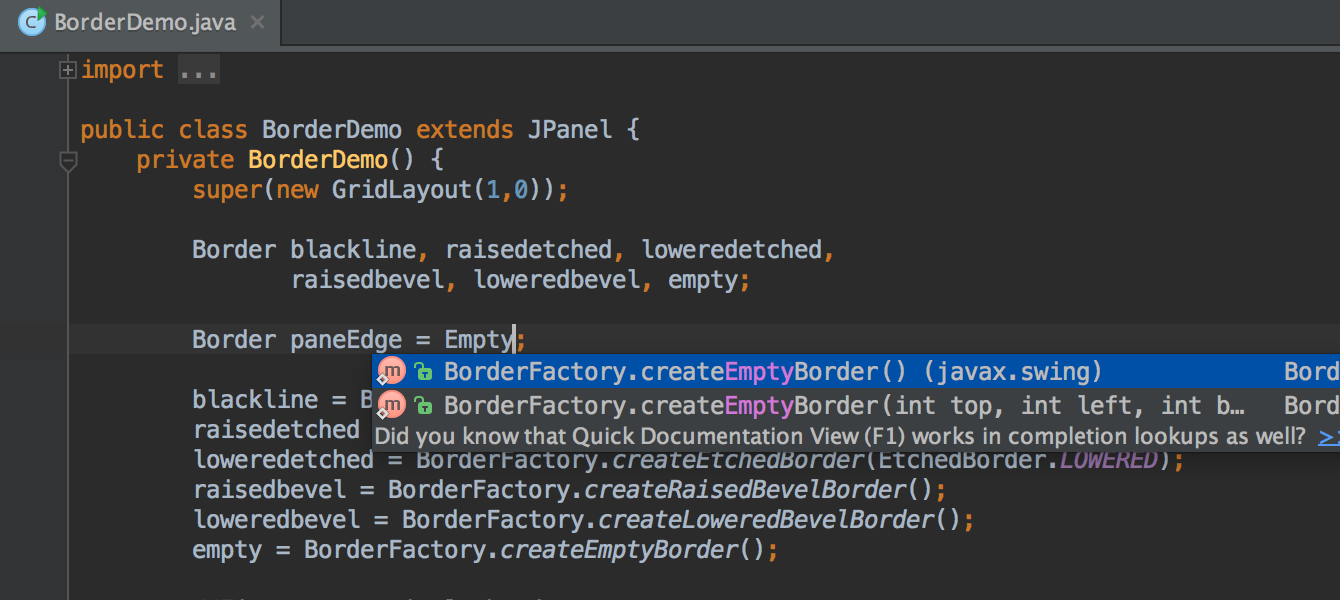 BorderDemo.java
import ...
public class BorderDemo extends JPanel {
private BorderDemo() {
super(new GridLayout(1,0));
Border blackline, raisedetched, loweredetched,
raisedbevel, loweredbevel, empty;
Border paneEdge = Empty;
BorderFactory.createEmptyBorder() (javax.swing) Bord
blackline = B
BorderFactory.createEmptyBorder(int top, int left, int b… Bord
raisedetched
Did you know that Quick Documentation View (F1) works in completion lookups as well? >>
loweredetched = BorderFactory.createEtchedBorder(EtchedBorder.LOWERED);
raisedbevel = BorderFactory.createRaisedBevelBorder();
loweredbevel = BorderFactory.createLoweredBevelBorder();
empty = BorderFactory.createEmptyBorder();